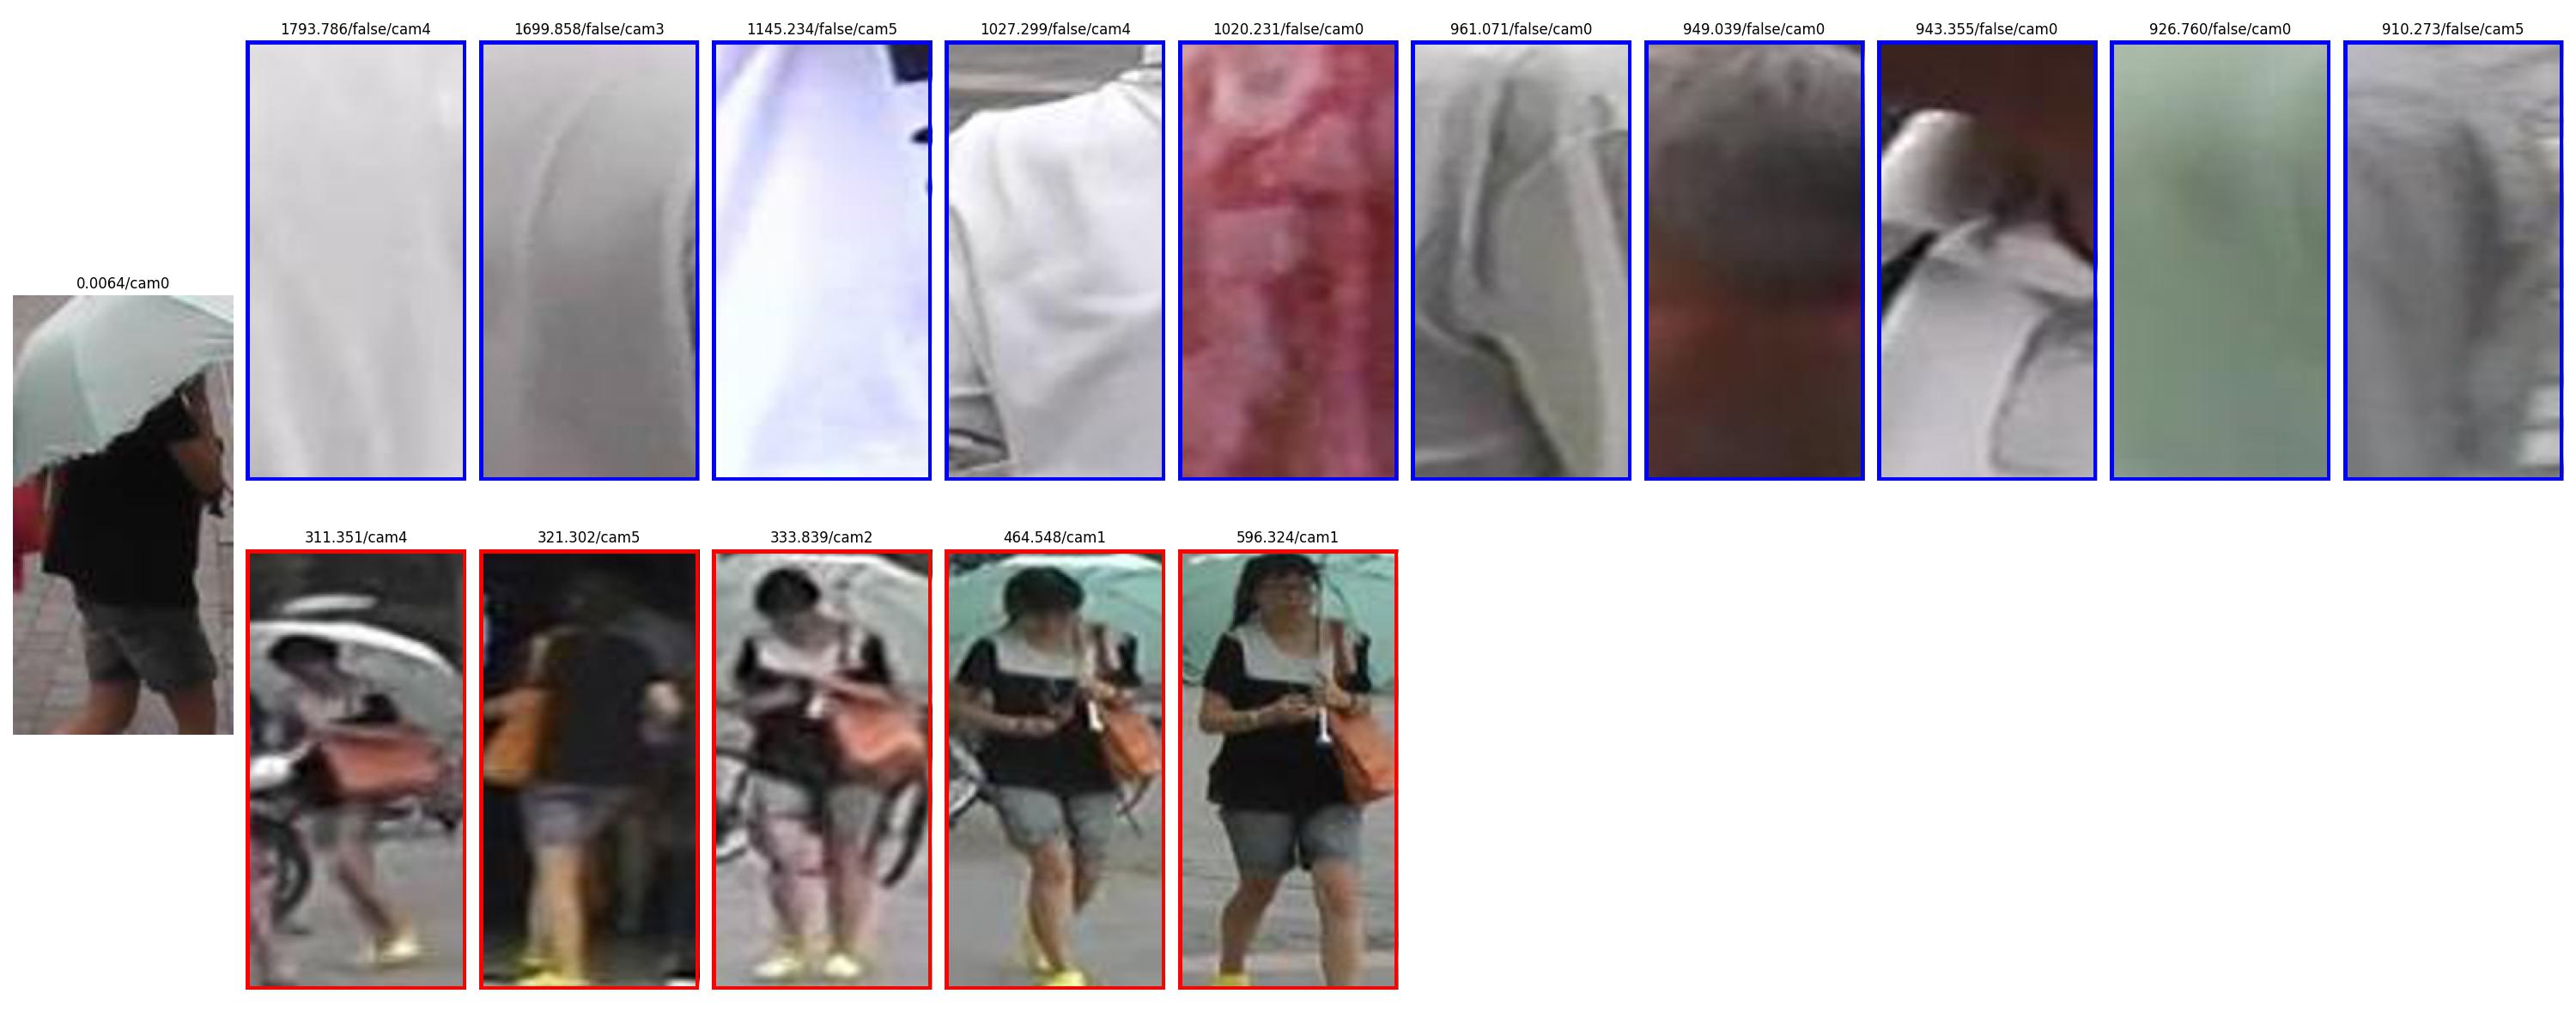 1793.786/false/cam4
1699.858/false/cam3
1145.234/false/cam5
1027.299/false/cam4
1020.231/false/cam0
961.071/false/cam0
949.039/false/cam0
943.355/false/cam0
926.760/false/cam0
910.273/false/cam5
0.0064/cam0
311.351/cam4
321.302/cam5
333.839/cam2
464.548/cam1
596.324/cam1